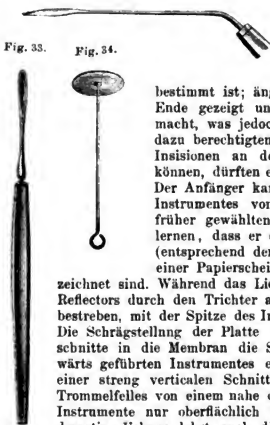 Fig. 33. Fig. 34.
bestimmt ist; än
Ende gezeigt un
macht, was jedoc
dazu berechtigten
Insisionen an de
können, dürften e
Der Anfänger kan
Instrumentes vor
früher gewählten
lernen, dass er
(entsprechend der
einer Papierschei
zeichnet sind. Während das Lic
Reflectors durch den Trichter a
bestreben, mit der Spitze des In
Die Schrägstellung der Platte
schnitte in die Membran die S
wärts geführten Instrumentes e
einer streng verticalen Schnitt
Trommelfelles von einem nahe
Instrumente nur oberflächlich